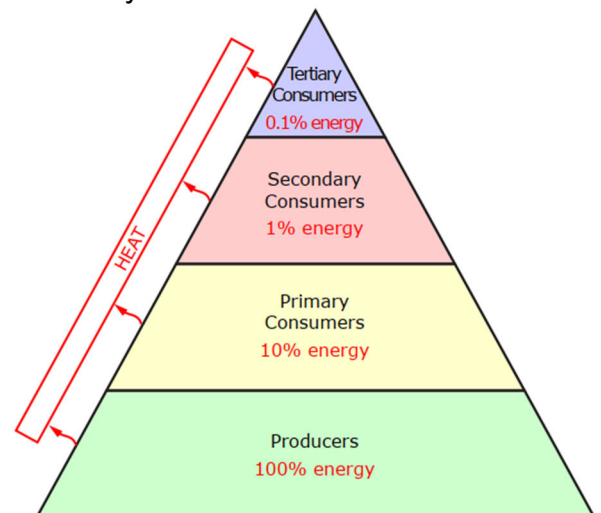 Tertiary
Consumers
0.1% energy
Secondary
Consumers
1% energy
HEAT
Primary
Consumers
10% energy
Producers
100% energy